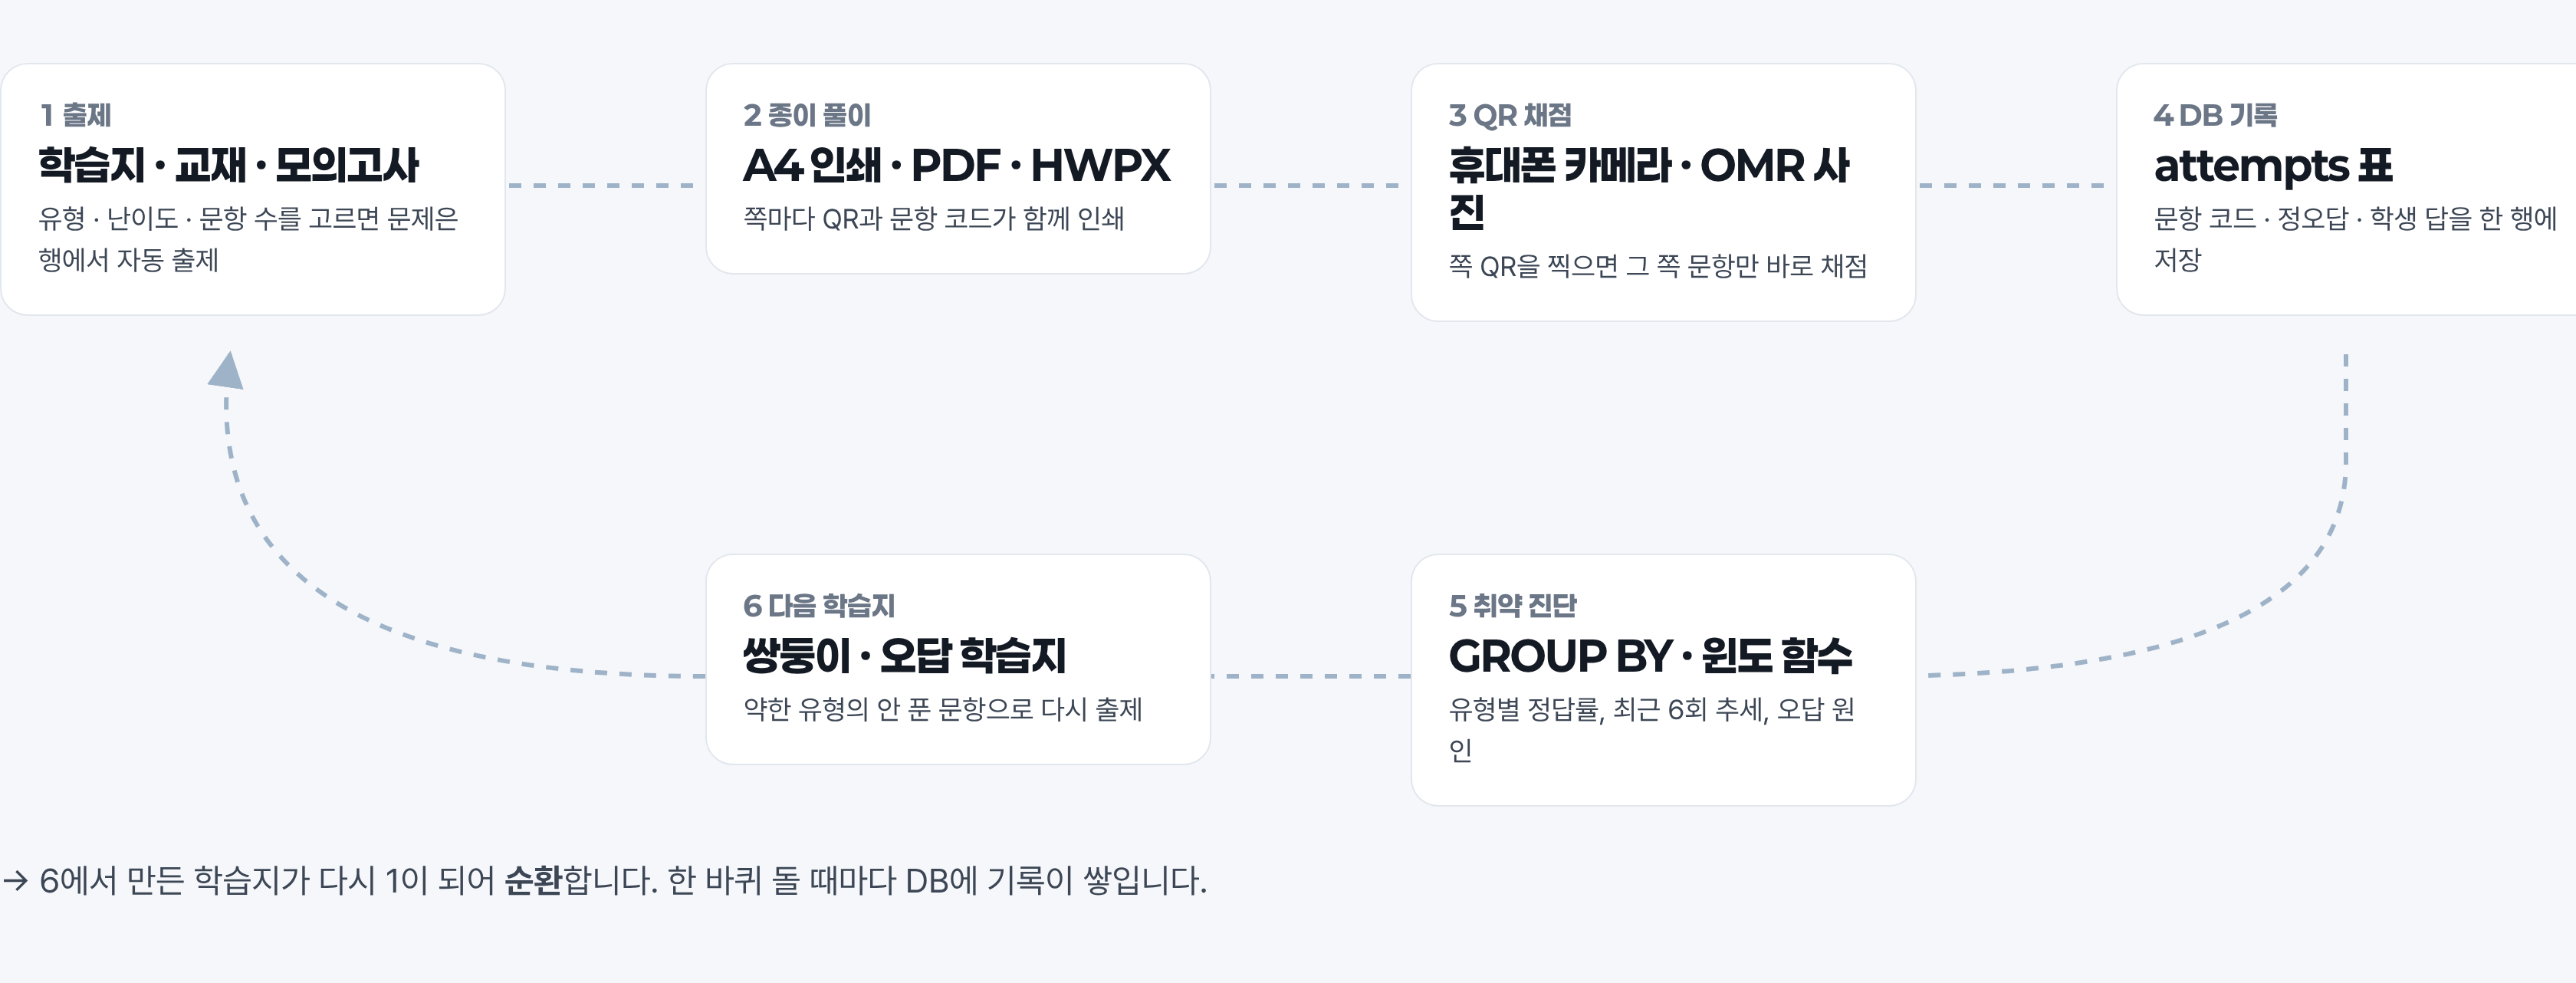 1 출제
학습지 · 교재 · 모의고사
유형 · 난이도 · 문항 수를 고르면 문제은
행에서 자동 출제
2 종이 풀이
A4 인쇄 · PDF · HWPX
쪽마다 QR과 문항 코드가 함께 인쇄
3 QR 채점
휴대폰 카메라 · OMR 사
진
쪽 QR을 찍으면 그 쪽 문항만 바로 채점
4 DB 기록
attempts 표
문항 코드 · 정오답 · 학생 답을 한 행에
저장
6 다음 학습지
쌍둥이 · 오답 학습지
약한 유형의 안 푼 문항으로 다시 출제
5 취약 진단
GROUP BY · 윈도 함수
유형별 정답률, 최근 6회 추세, 오답 원
인
→ 6에서 만든 학습지가 다시 1이 되어 순환합니다. 한 바퀴 돌 때마다 DB에 기록이 쌓입니다.